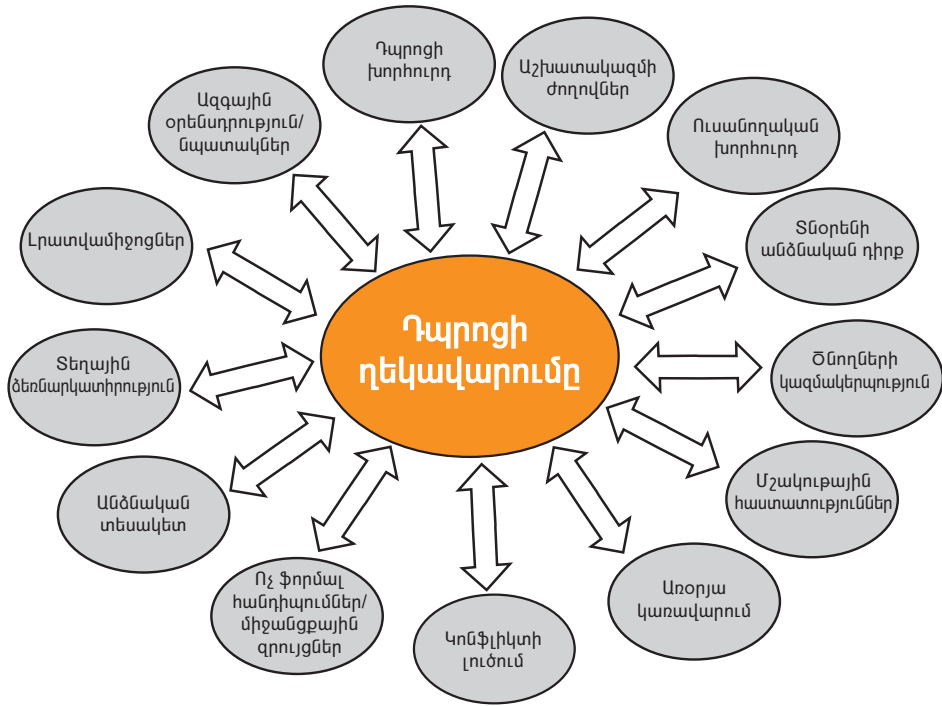 Դպրոցի
խորհուրդ
Աշխատակազմի
ժողովներ
Ազգային
օրենսդրություն/
նպատակներ
Ուսանողական
խորհուրդ
Լրատվամիջոցներ
Տնօրենի
անձնական դիրք
Դպրոցի
ղեկավարումը
Տեղային
ձեռնարկատիրություն
Ծնողների
կազմակերպություն
Անձնական
տեսակետ
Մշակութային
հաստատություններ
Ոչ ֆորմալ
հանդիպումներ/
միջանցքային
զրույցներ
Առօրյա
կառավարում
Կոնֆլիկտի
լուծում